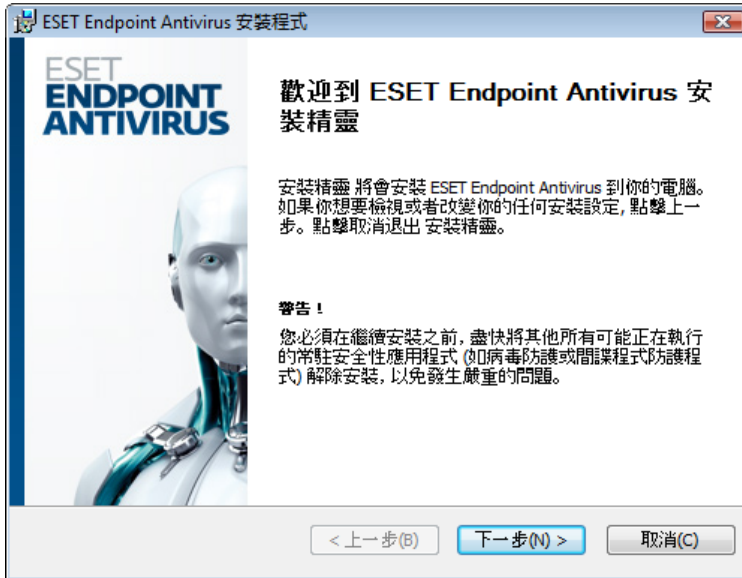 ESET Endpoint Antivirus 安裝程式
ESET
ENDPOINT
ANTIVIRUS
歡迎到 ESET Endpoint Antivirus 安
裝精靈
安裝精靈 將會安裝 ESET Endpoint Antivirus 到你的電腦。
如果你想要檢視或者改變你的任何安裝設定, 點擊上一
步。點擊取消退出 安裝精靈。
警告！
您必須在繼續安裝之前, 盡快將其他所有可能正在執行
的常駐安全性應用程式 (如病毒防護或間諜程式防護程
式) 解除安裝, 以免發生嚴重的問題。
< 上一步(B)
下一步(N) >
取消(C)